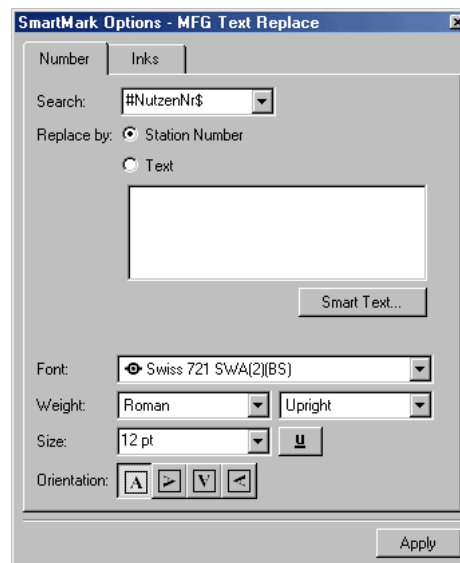 SmartMark Options - MFG Text Replace
Number Inks
Search: #NutzenNr$
Replace by: Station Number
Text
Smart Text...
Font: Swiss 721 SWA(2)(BS)
Weight: Roman Upright
Size: 12 pt u
Orientation: A A A A
Apply